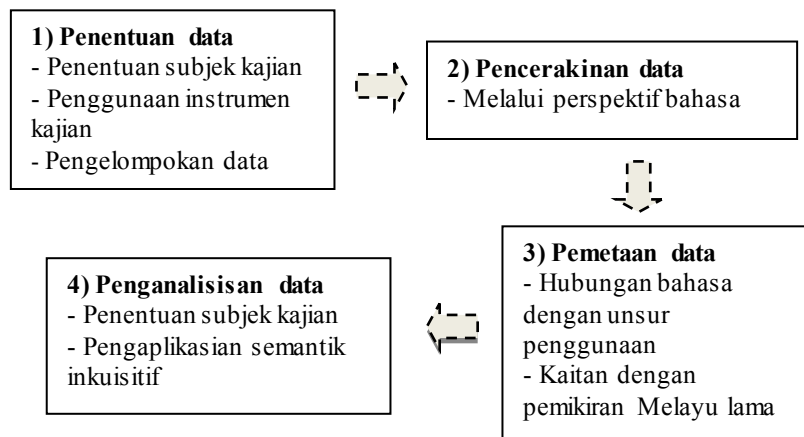 1) Penentuan data
- Penentuan subjek kajian
- Penggunaan instrumen
kajian
- Pengelompokan data
2) Pencerakinan data
- Melalui perspektif bahasa
3) Pemetaan data
- Hubungan bahasa
dengan unsur
penggunaan
- Kaitan dengan
pemikiran Melayu lama
4) Penganalisisan data
- Penentuan subjek kajian
- Pengaplikasian semantik
inkuisitif